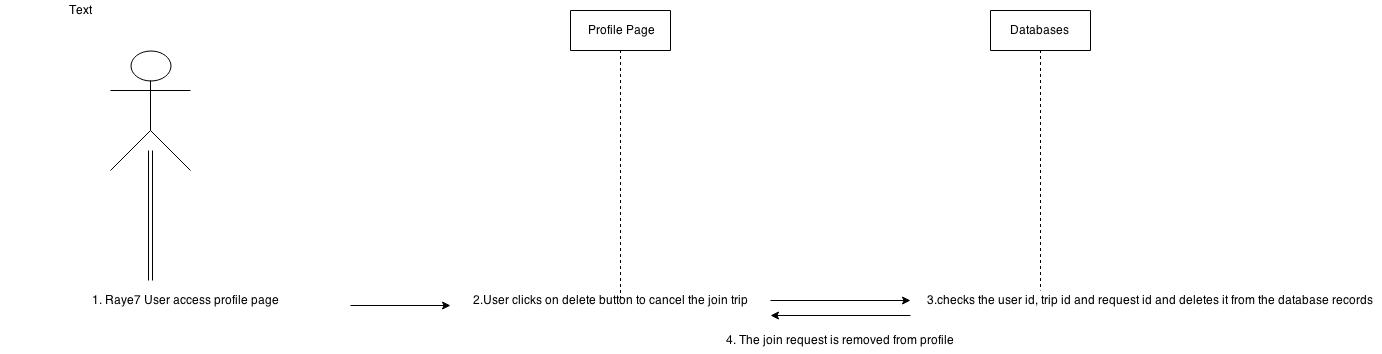 Text
Profile Page
Databases
1. Raye7 User access profile page
2.User clicks on delete button to cancel the join trip
3.checks the user id, trip id and request id and deletes it from the database records
4. The join request is removed from profile